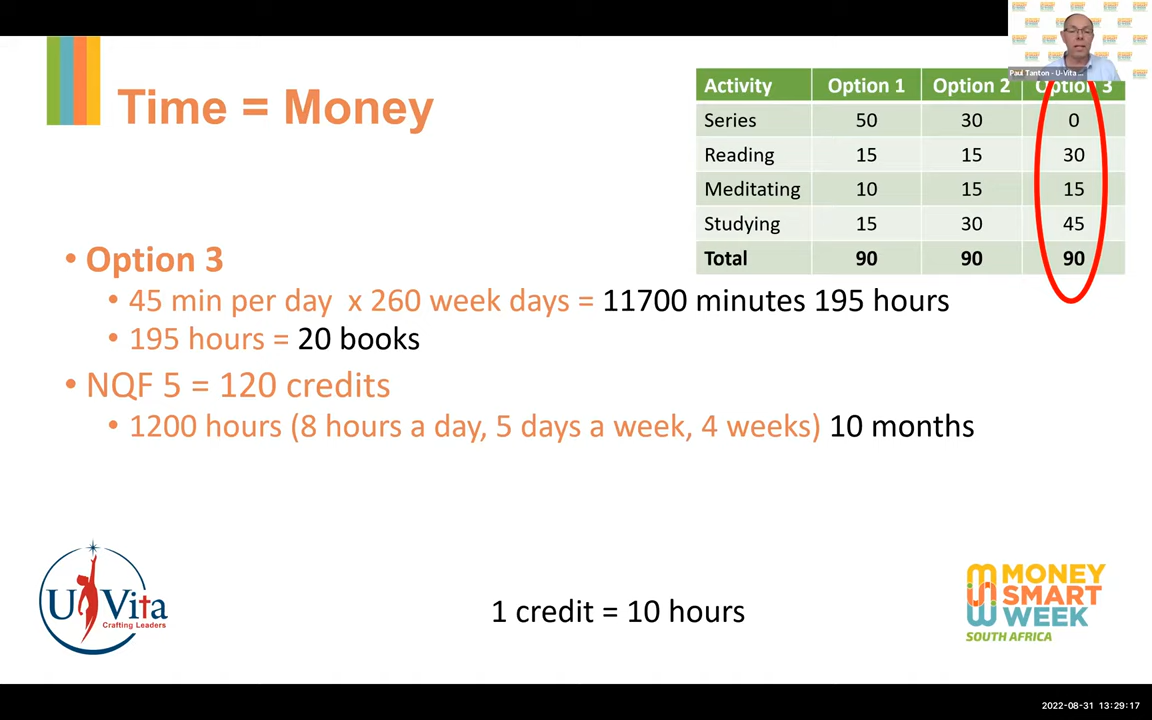 Time = Money
Paul Tanton - U-Vita ...
Activity Option 1 Option 2 Option 3
Series 50 30 0
Reading 15 15 30
Meditating 10 15 15
Studying 15 30 45
Total 90 90 90
• Option 3
• 45 min per day x 260 week days = 11700 minutes 195 hours
• 195 hours = 20 books
• NQF 5 = 120 credits
• 1200 hours (8 hours a day, 5 days a week, 4 weeks) 10 months
U Vita
Crafting Leaders
1 credit = 10 hours
MONEY
SMART
WEEK
SOUTH AFRICA
2022-08-31 13:29:17